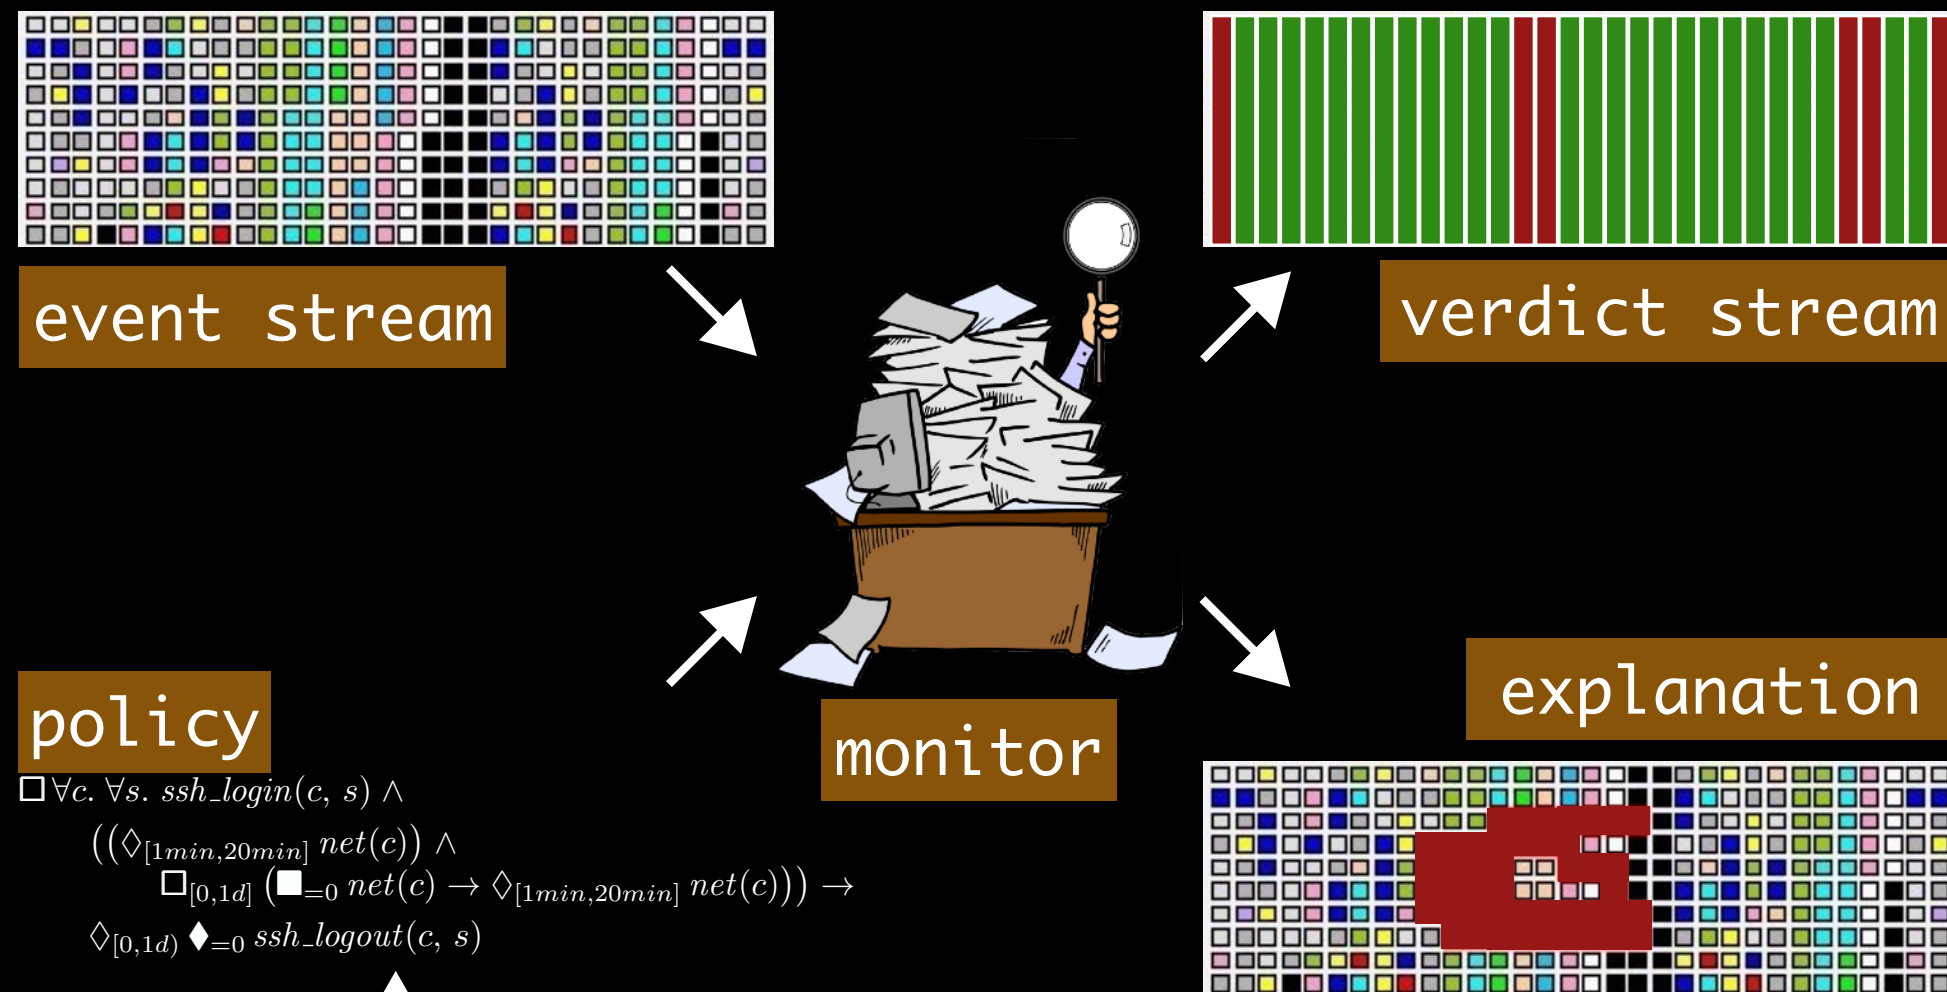 event stream
verdict stream
explanation
policy
monitor
□ ∀c. ∀s. ssh_login(c, s) ∧
((◊[1min,20min] net(c)) ∧
□[0,1d] (■=0 net(c) → ◊[1min,20min] net(c))) →
◊[0,1d) ♦=0 ssh_logout(c, s)